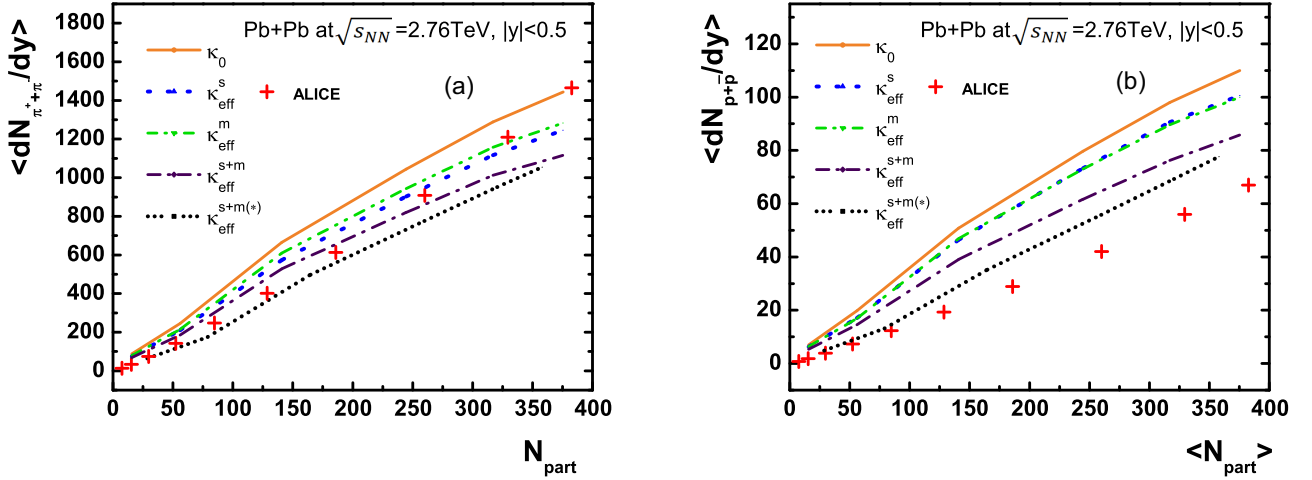 Pb+Pb at √s_NN =2.76TeV, |y|<0.5
(a)
κ_0
κ_eff^s
κ_eff^m
κ_eff^{s+m}
κ_eff^{s+m(*)}
ALICE
<dN_{π^+ +π^-}/dy>
1800
1600
1400
1200
1000
800
600
400
200
0
0 50 100 150 200 250 300 350 400
N_part
Pb+Pb at √s_NN =2.76TeV, |y|<0.5
(b)
κ_0
κ_eff^s
κ_eff^m
κ_eff^{s+m}
κ_eff^{s+m(*)}
ALICE
<dN_{p+p̅}/dy>
120
100
80
60
40
20
0
0 50 100 150 200 250 300 350 400
<N_part>